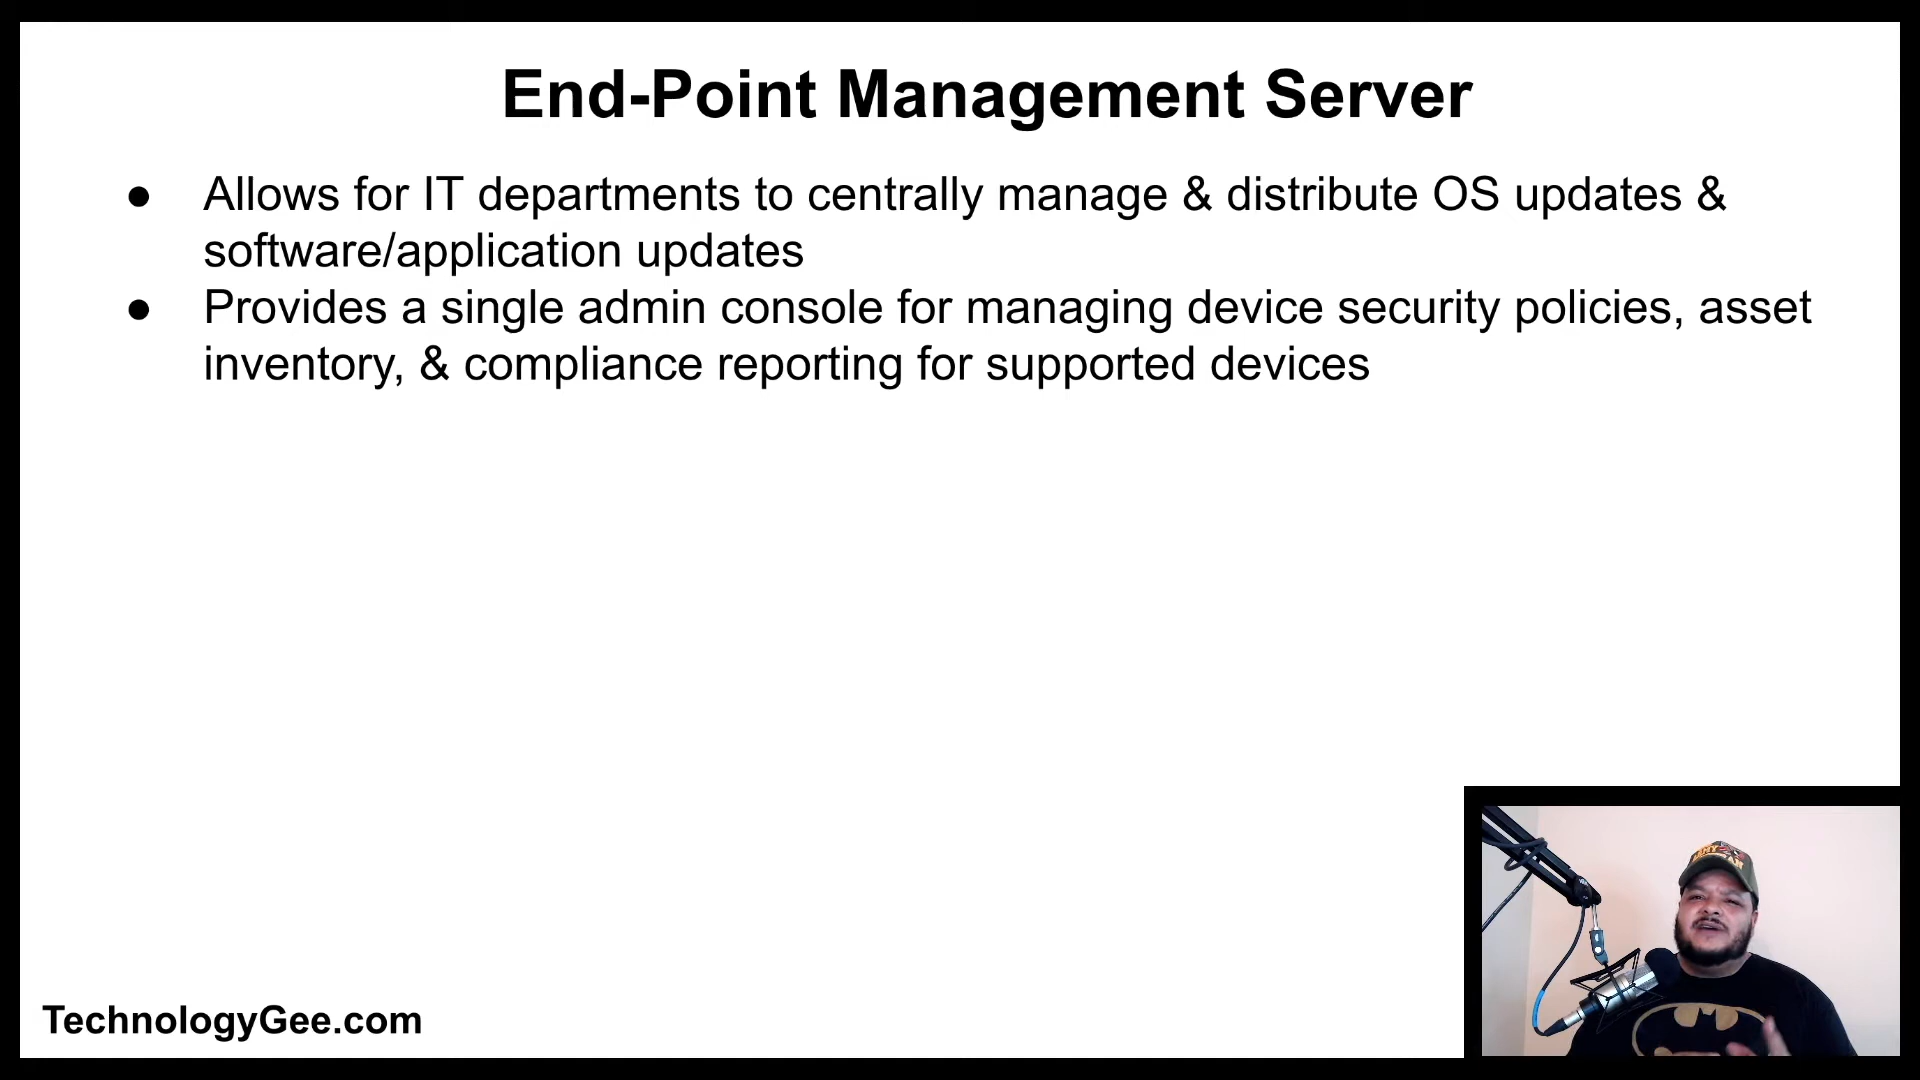 End-Point Management Server
● Allows for IT departments to centrally manage & distribute OS updates &
software/application updates
● Provides a single admin console for managing device security policies, asset
inventory, & compliance reporting for supported devices
TechnologyGee.com